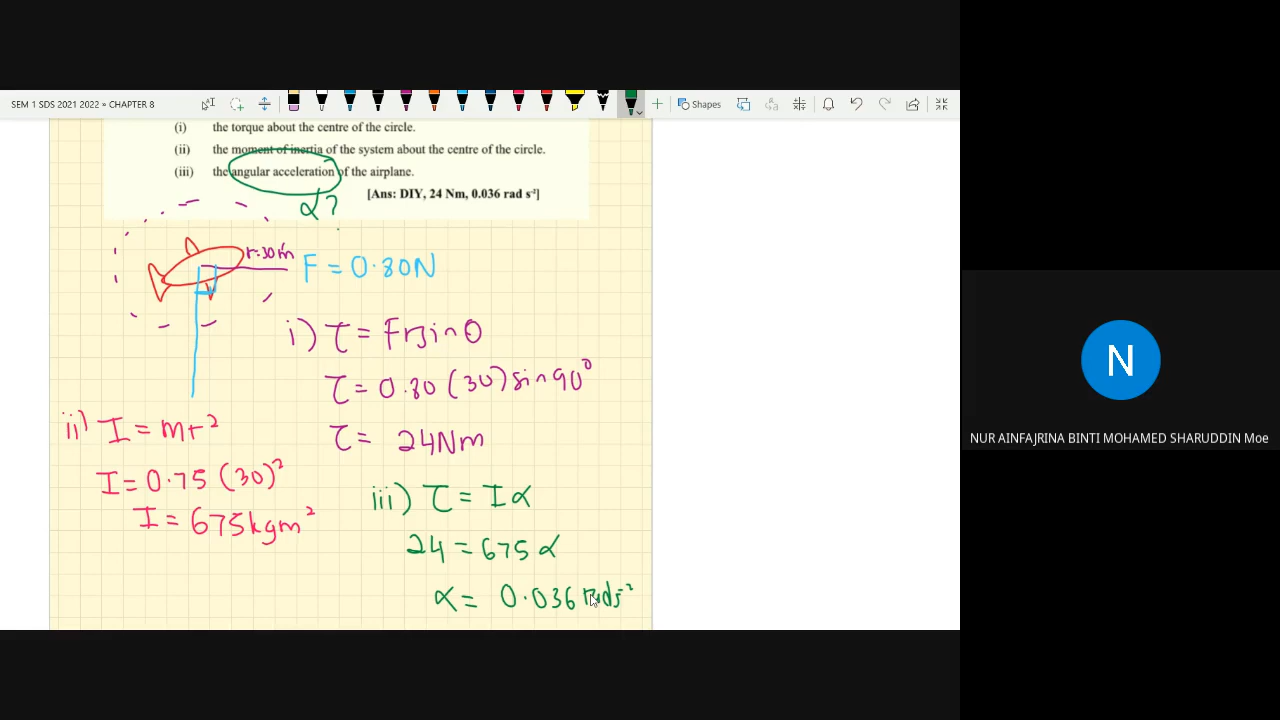 SEM 1 SDS 2021 2022 » CHAPTER 8
Shapes
(i) the torque about the centre of the circle.
(ii) the moment of inertia of the system about the centre of the circle.
(iii) the angular acceleration of the airplane.
[Ans: DIY, 24 Nm, 0.036 rad s⁻²]
α?
r=30m
F = 0.80N
i) τ = Frsinθ
τ = 0.80 (30) sin 90°
τ = 24Nm
ii) I = mr²
I = 0.75 (30)²
I = 675kgm²
iii) τ = Iα
24 = 675 α
α = 0.036 rads⁻²
N
NUR AINFAJRINA BINTI MOHAMED SHARUDDIN Moe